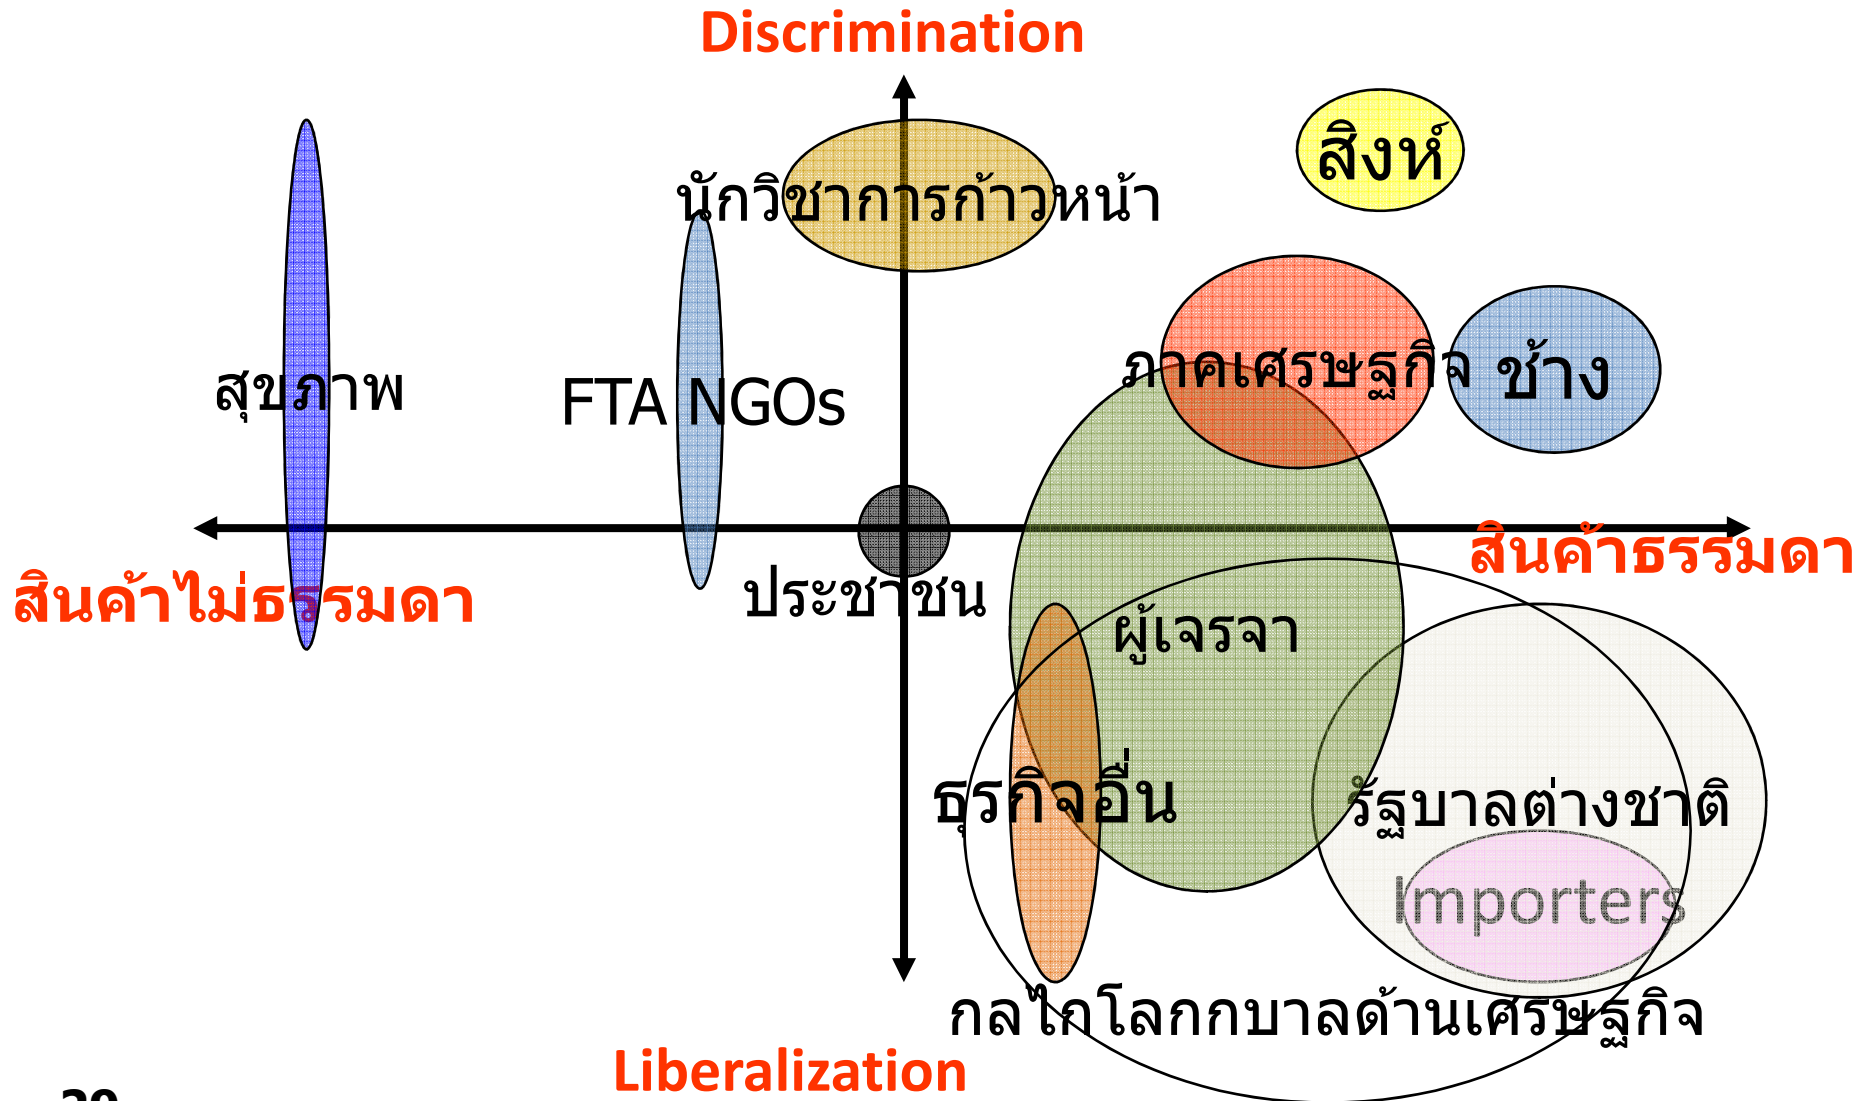 Discrimination
สิงห์
นักวิชาการก้าวหน้า
ภาคเศรษฐกิจ
ช้าง
สุขภาพ
FTA NGOs
สินค้าธรรมดา
สินค้าไม่ธรรมดา
ประชาชน
ผู้เจรจา
ธุรกิจอื่น
รัฐบาลต่างชาติ
Importers
กลไกโลกกบาลด้านเศรษฐกิจ
Liberalization